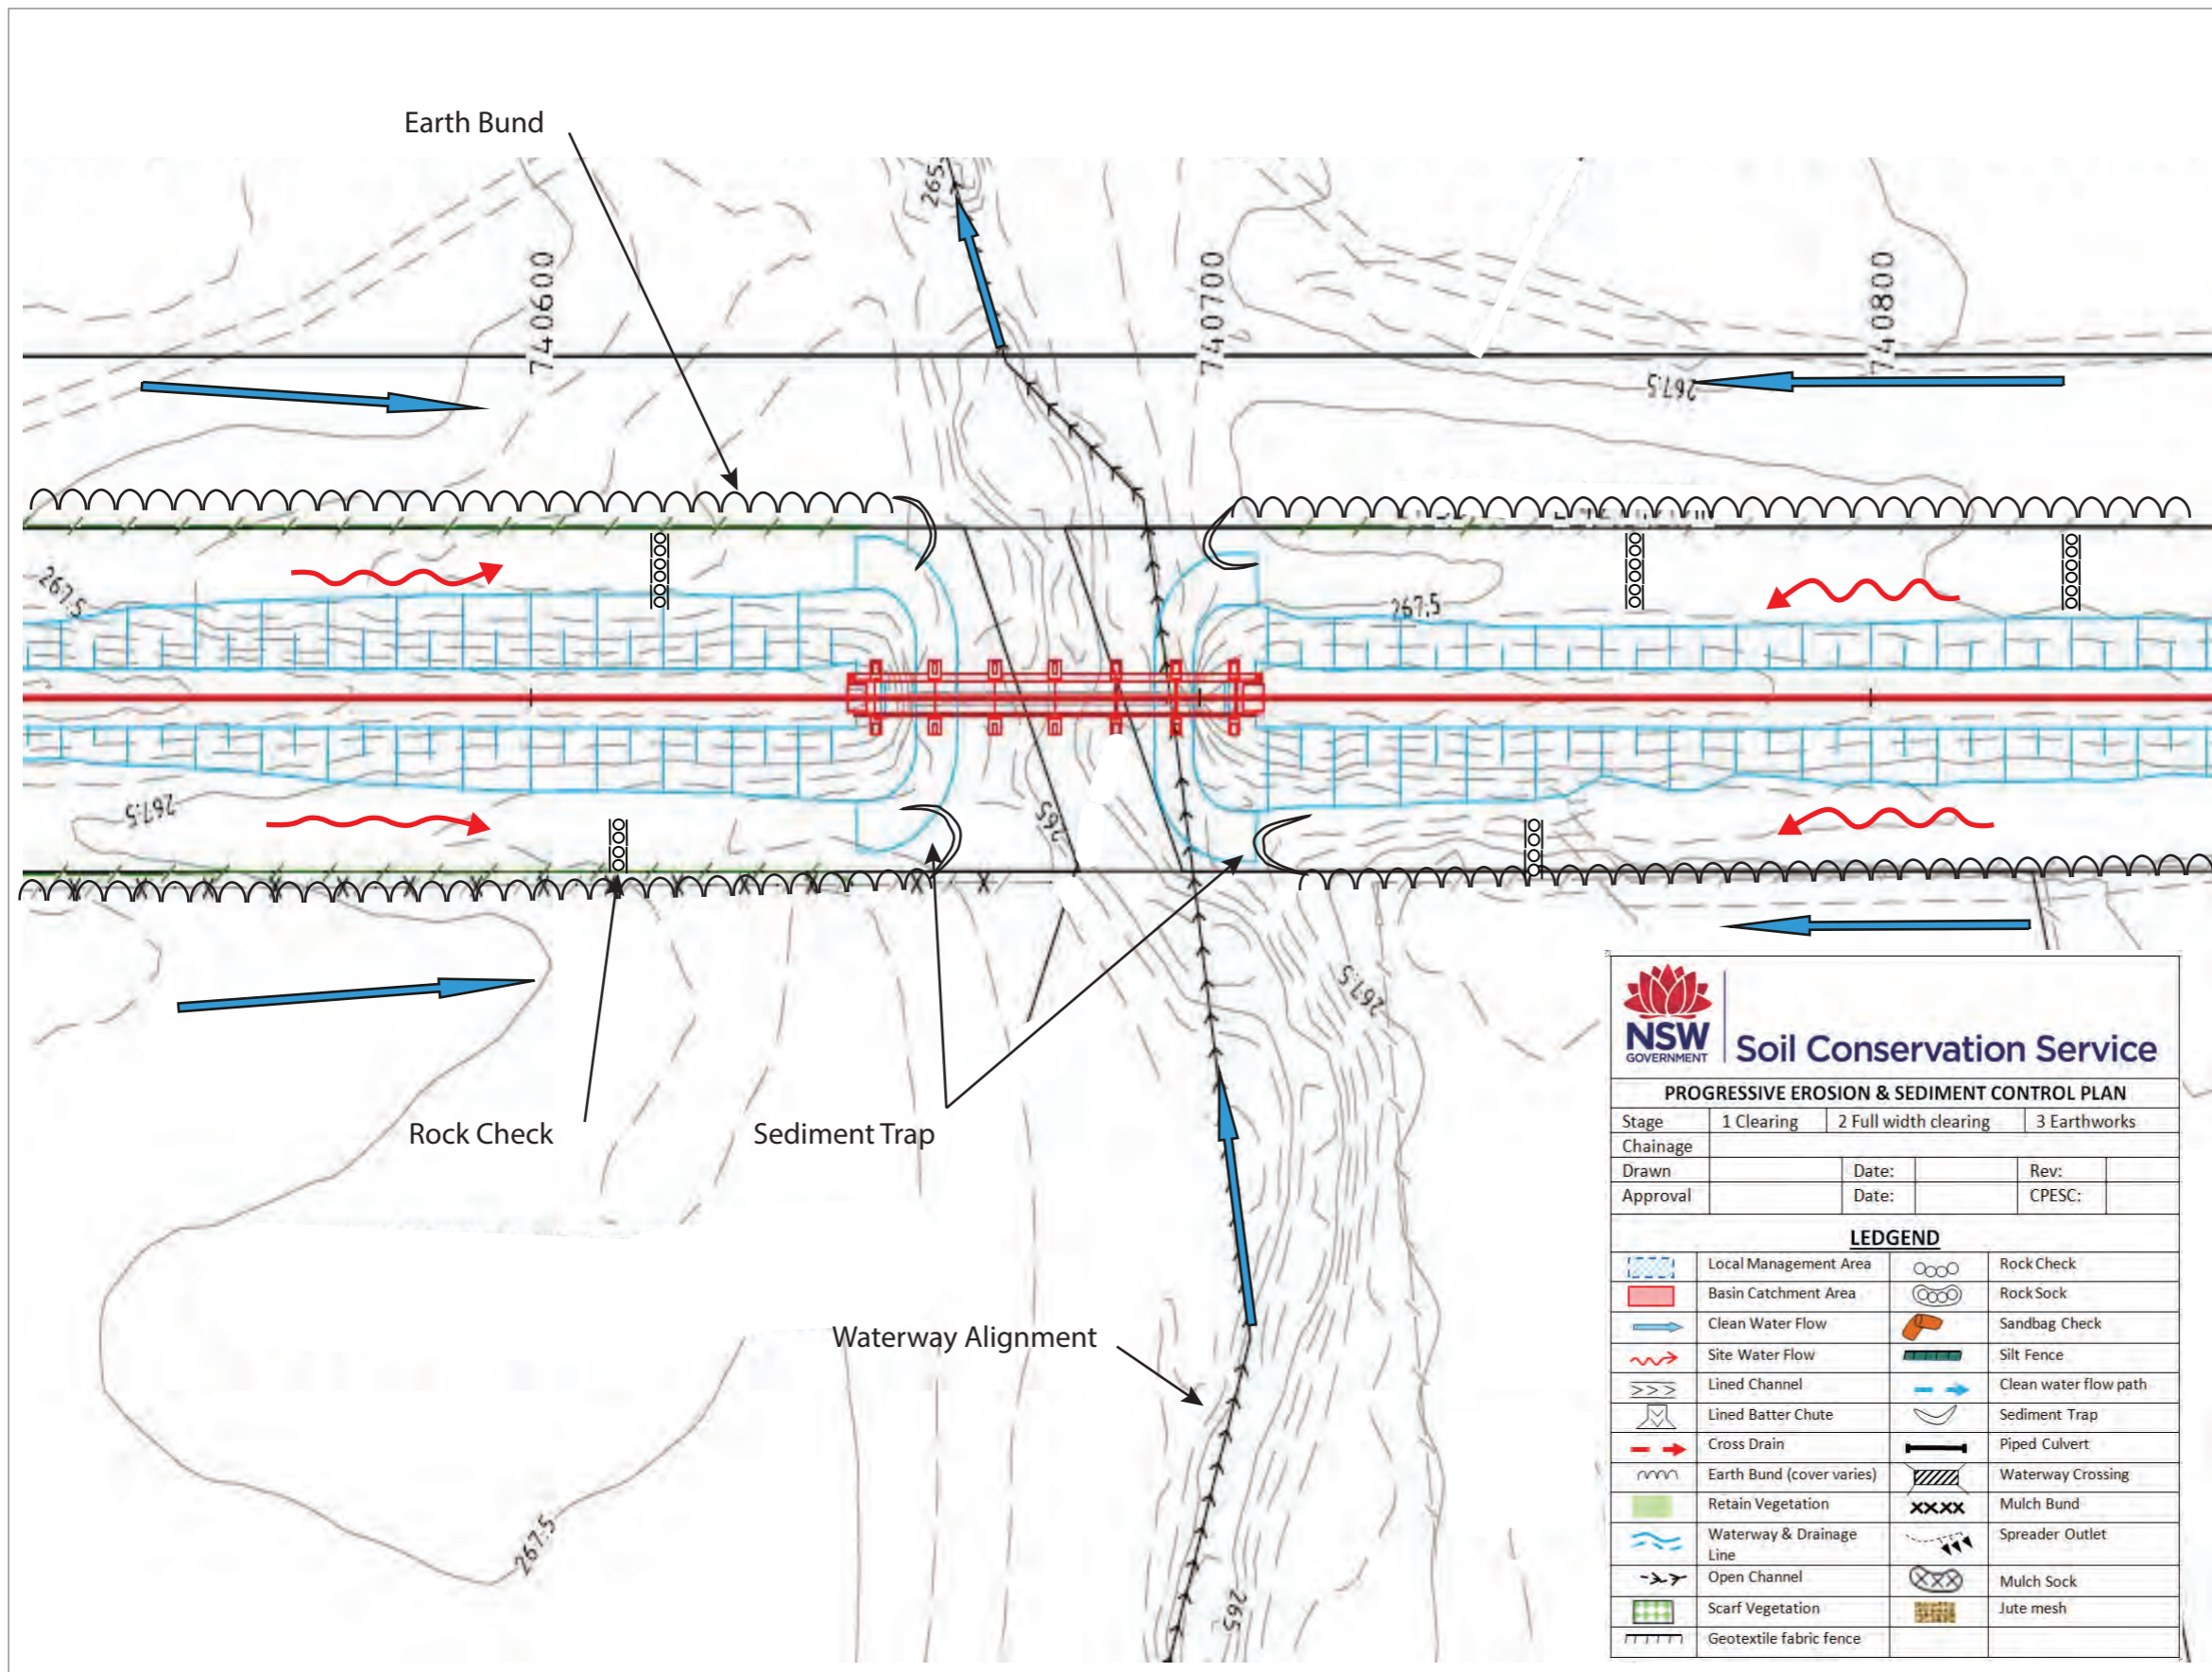 Earth Bund
265
740600
740700
740800
267.5
267.5
267.5
267.5
265
267.5
Rock Check
Sediment Trap
Waterway Alignment
267.5
265
NSW
GOVERNMENT
Soil Conservation Service
PROGRESSIVE EROSION & SEDIMENT CONTROL PLAN
Stage 1 Clearing 2 Full width clearing 3 Earthworks
Chainage
Drawn Date: Rev:
Approval Date: CPESC:
LEDGEND
Local Management Area Rock Check
Basin Catchment Area Rock Sock
Clean Water Flow Sandbag Check
Site Water Flow Silt Fence
Lined Channel Clean water flow path
Lined Batter Chute Sediment Trap
Cross Drain Piped Culvert
Earth Bund (cover varies) Waterway Crossing
Retain Vegetation Mulch Bund
Waterway & Drainage Spreader Outlet
Line
Open Channel Mulch Sock
Scarf Vegetation Jute mesh
Geotextile fabric fence